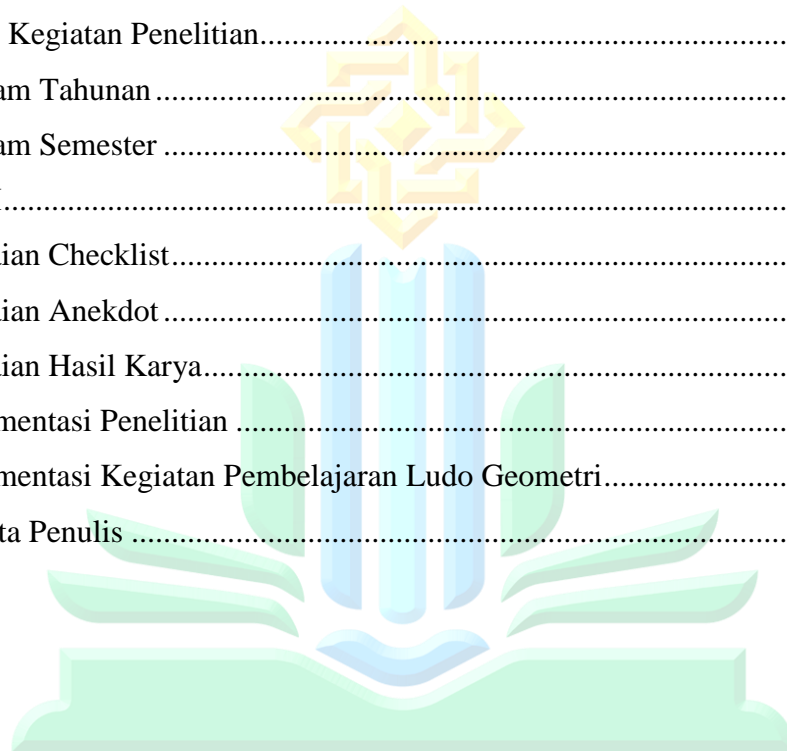 Kegiatan Penelitian...............................................................................
am Tahunan...............................................................................
am Semester...............................................................................
...............................................................................
ian Checklist...............................................................................
ian Anekdot...............................................................................
ian Hasil Karya...............................................................................
mentasi Penelitian...............................................................................
mentasi Kegiatan Pembelajaran Ludo Geometri...............................
ta Penulis...............................................................................